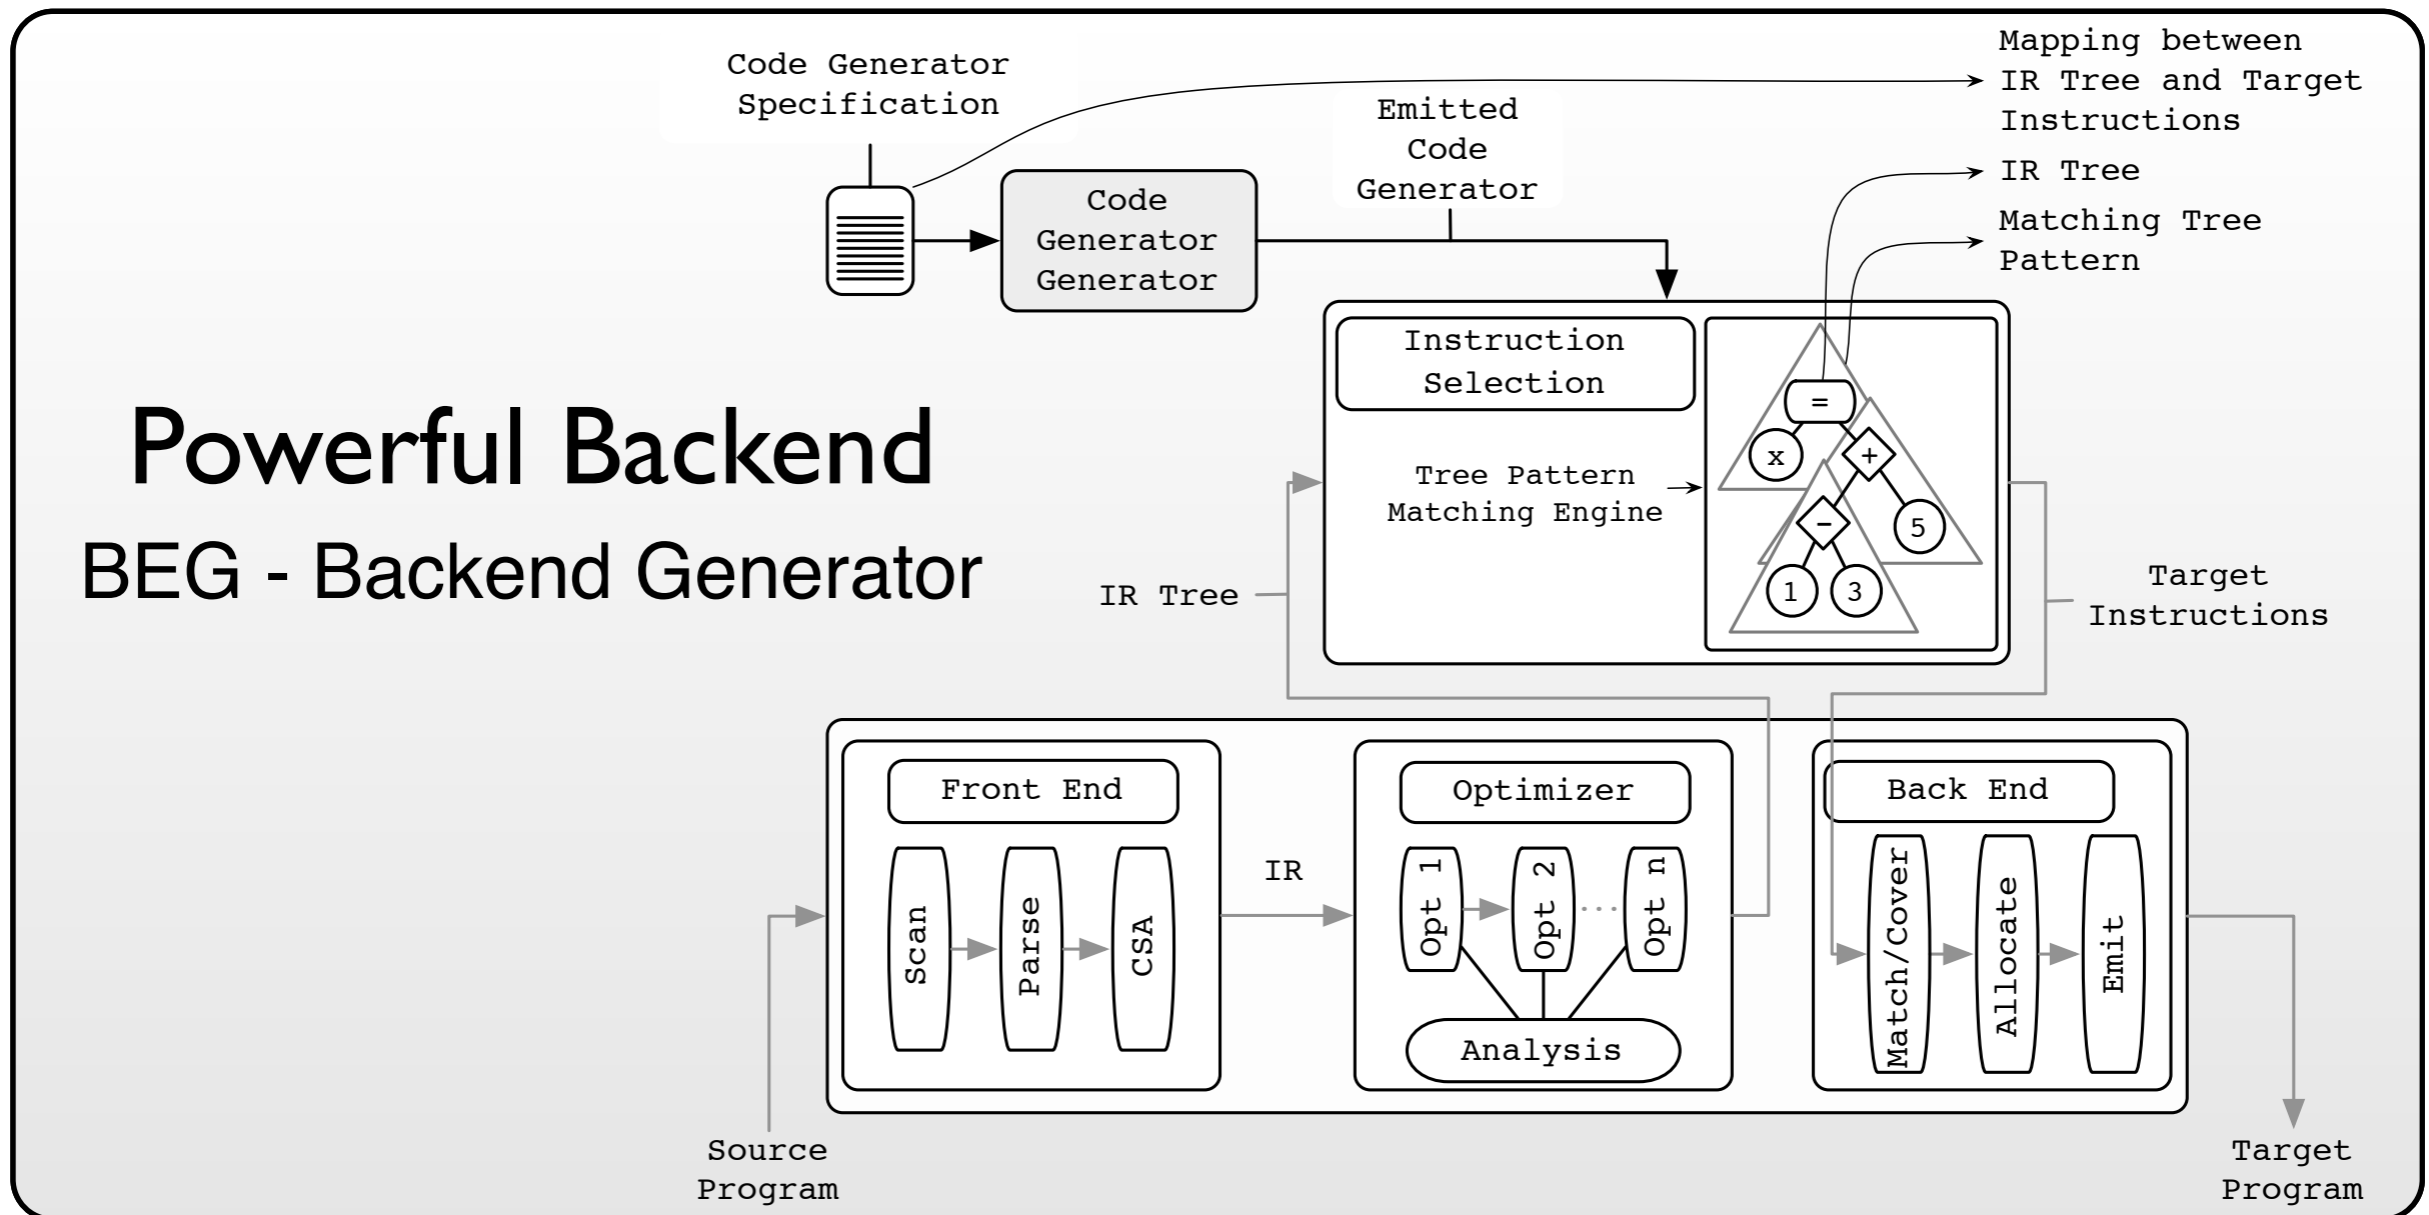 Code Generator
Specification
Mapping between
IR Tree and Target
Instructions
Emitted
Code
Generator
IR Tree
Matching Tree
Pattern
Code
Generator
Generator
Instruction
Selection
=
x
+
-
5
1
3
Tree Pattern
Matching Engine
Powerful Backend
BEG - Backend Generator
IR Tree
Target
Instructions
Front End
Scan
Parse
CSA
IR
Optimizer
Opt 1
Opt 2
...
Opt n
Analysis
Back End
Match/Cover
Allocate
Emit
Source
Program
Target
Program